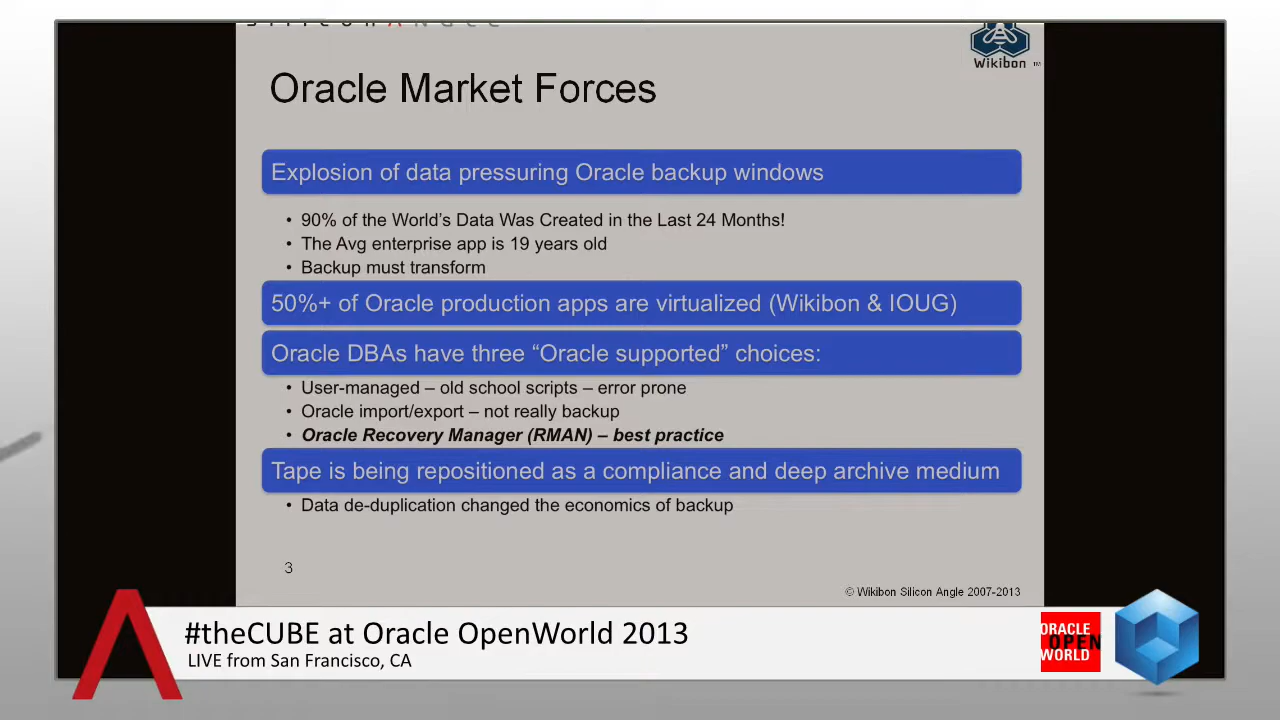 Wikibon TM
Oracle Market Forces
Explosion of data pressuring Oracle backup windows
• 90% of the World’s Data Was Created in the Last 24 Months!
• The Avg enterprise app is 19 years old
• Backup must transform
50%+ of Oracle production apps are virtualized (Wikibon & IOUG)
Oracle DBAs have three “Oracle supported” choices:
• User-managed – old school scripts – error prone
• Oracle import/export – not really backup
• Oracle Recovery Manager (RMAN) – best practice
Tape is being repositioned as a compliance and deep archive medium
• Data de-duplication changed the economics of backup
3
© Wikibon Silicon Angle 2007-2013
#theCUBE at Oracle OpenWorld 2013
LIVE from San Francisco, CA
ORACLE
OPEN
WORLD